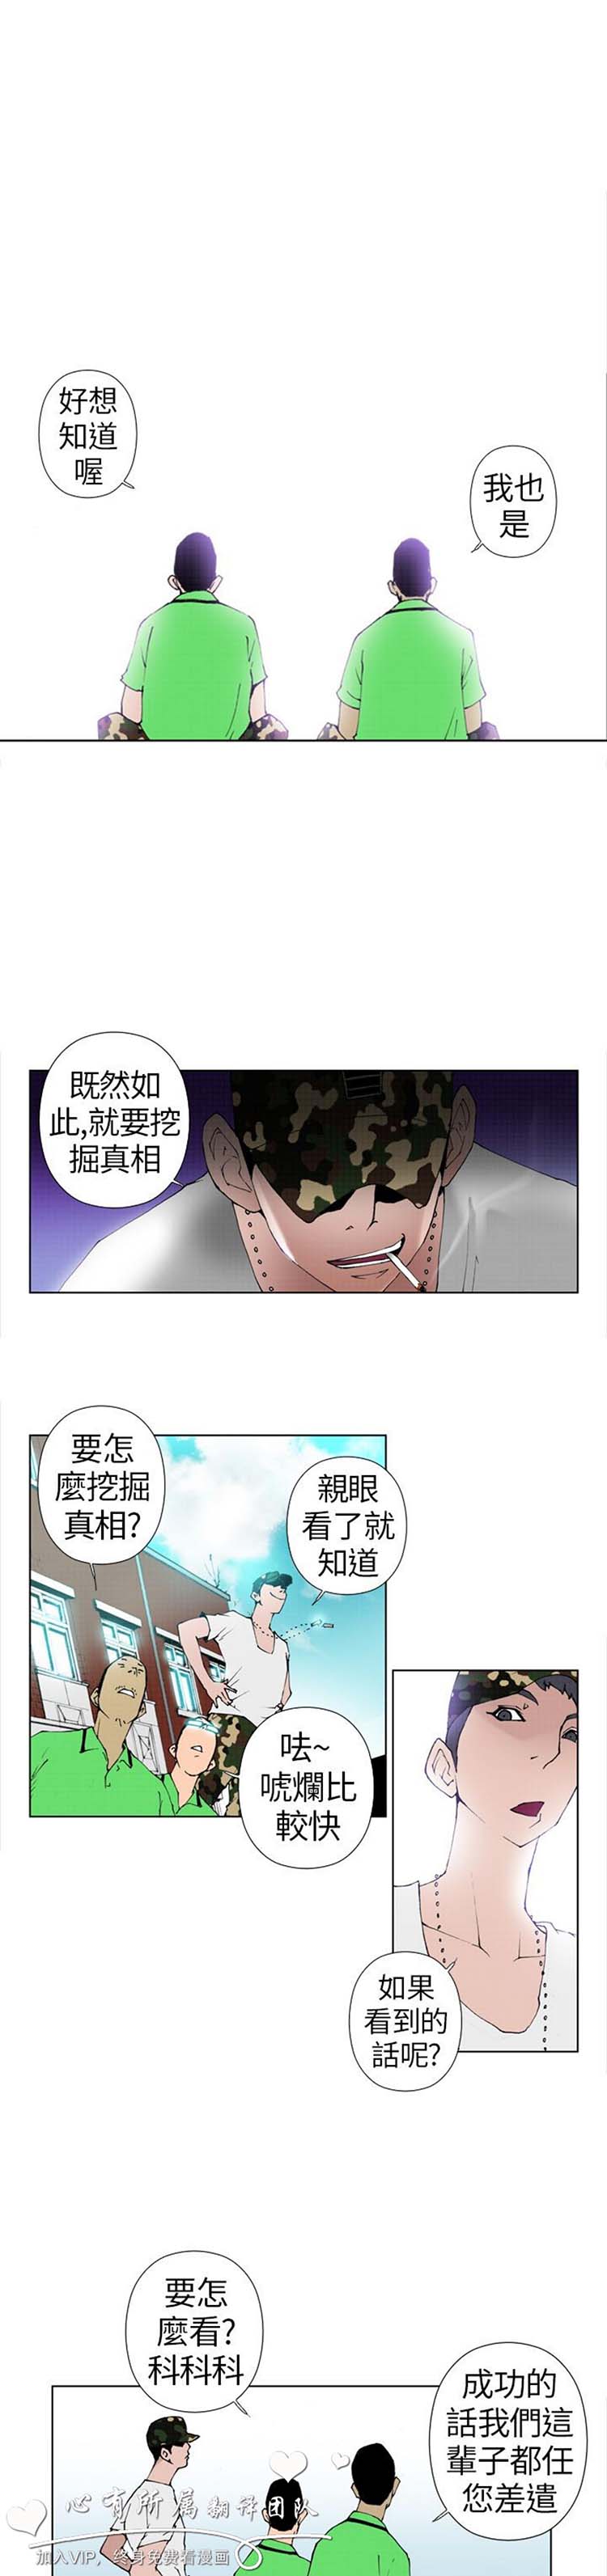 好想
知道
喔
我也
是
既然如
此,就要挖
掘真相
要怎
麼挖掘
真相?
親眼
看了就
知道
呿~
唬爛比
較快
如果
看到的
話呢?
要怎
麼看?
科科科
成功的
話我們這
輩子都任
您差遣
心有所属翻译团队
加入VIP，终身免费看漫画